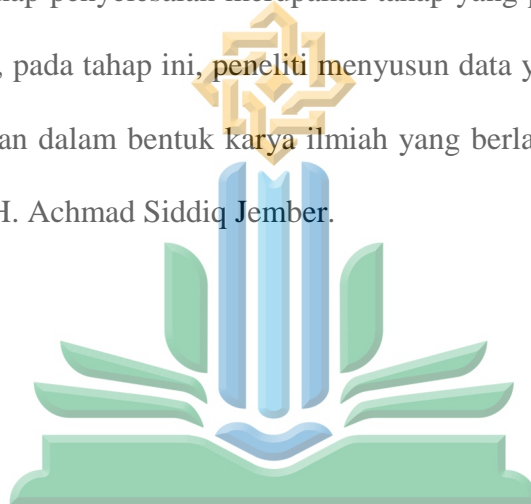 tahap penyelesaian merupakan tahap yang p
, pada tahap ini, peneliti menyusun data y
an dalam bentuk karya ilmiah yang berla
H. Achmad Siddiq Jember.